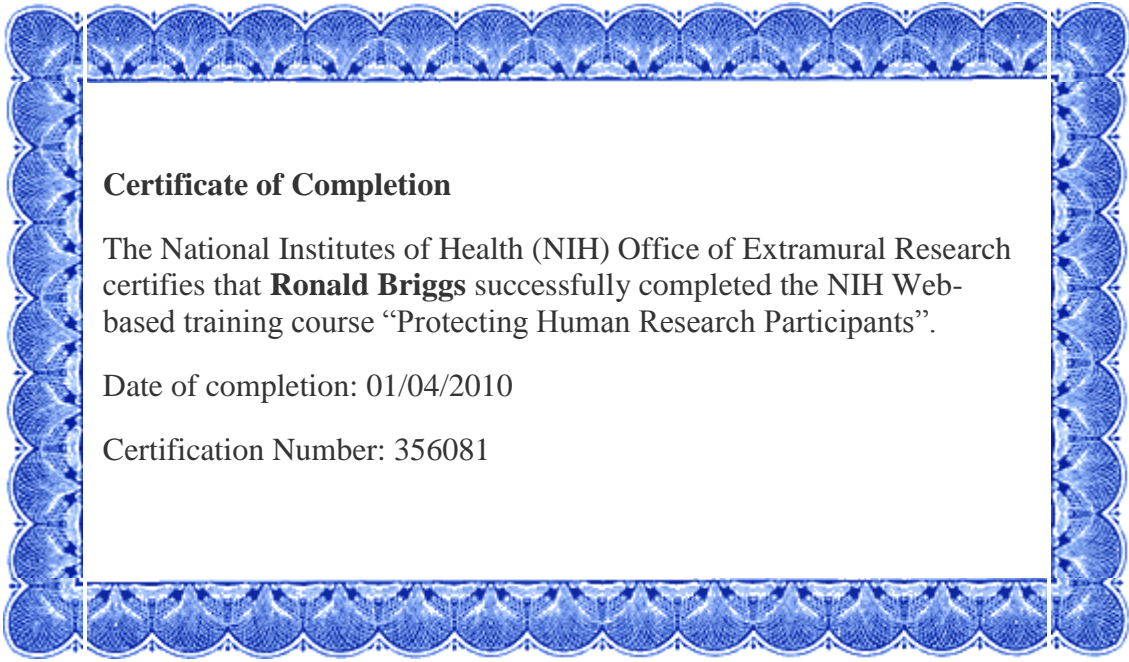 Certificate of Completion
The National Institutes of Health (NIH) Office of Extramural Research
certifies that Ronald Briggs successfully completed the NIH Web-
based training course “Protecting Human Research Participants”.
Date of completion: 01/04/2010
Certification Number: 356081